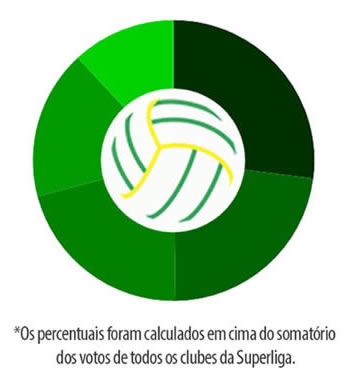 *Os percentuais foram calculados em cima do somatório
dos votos de todos os clubes da Superliga.